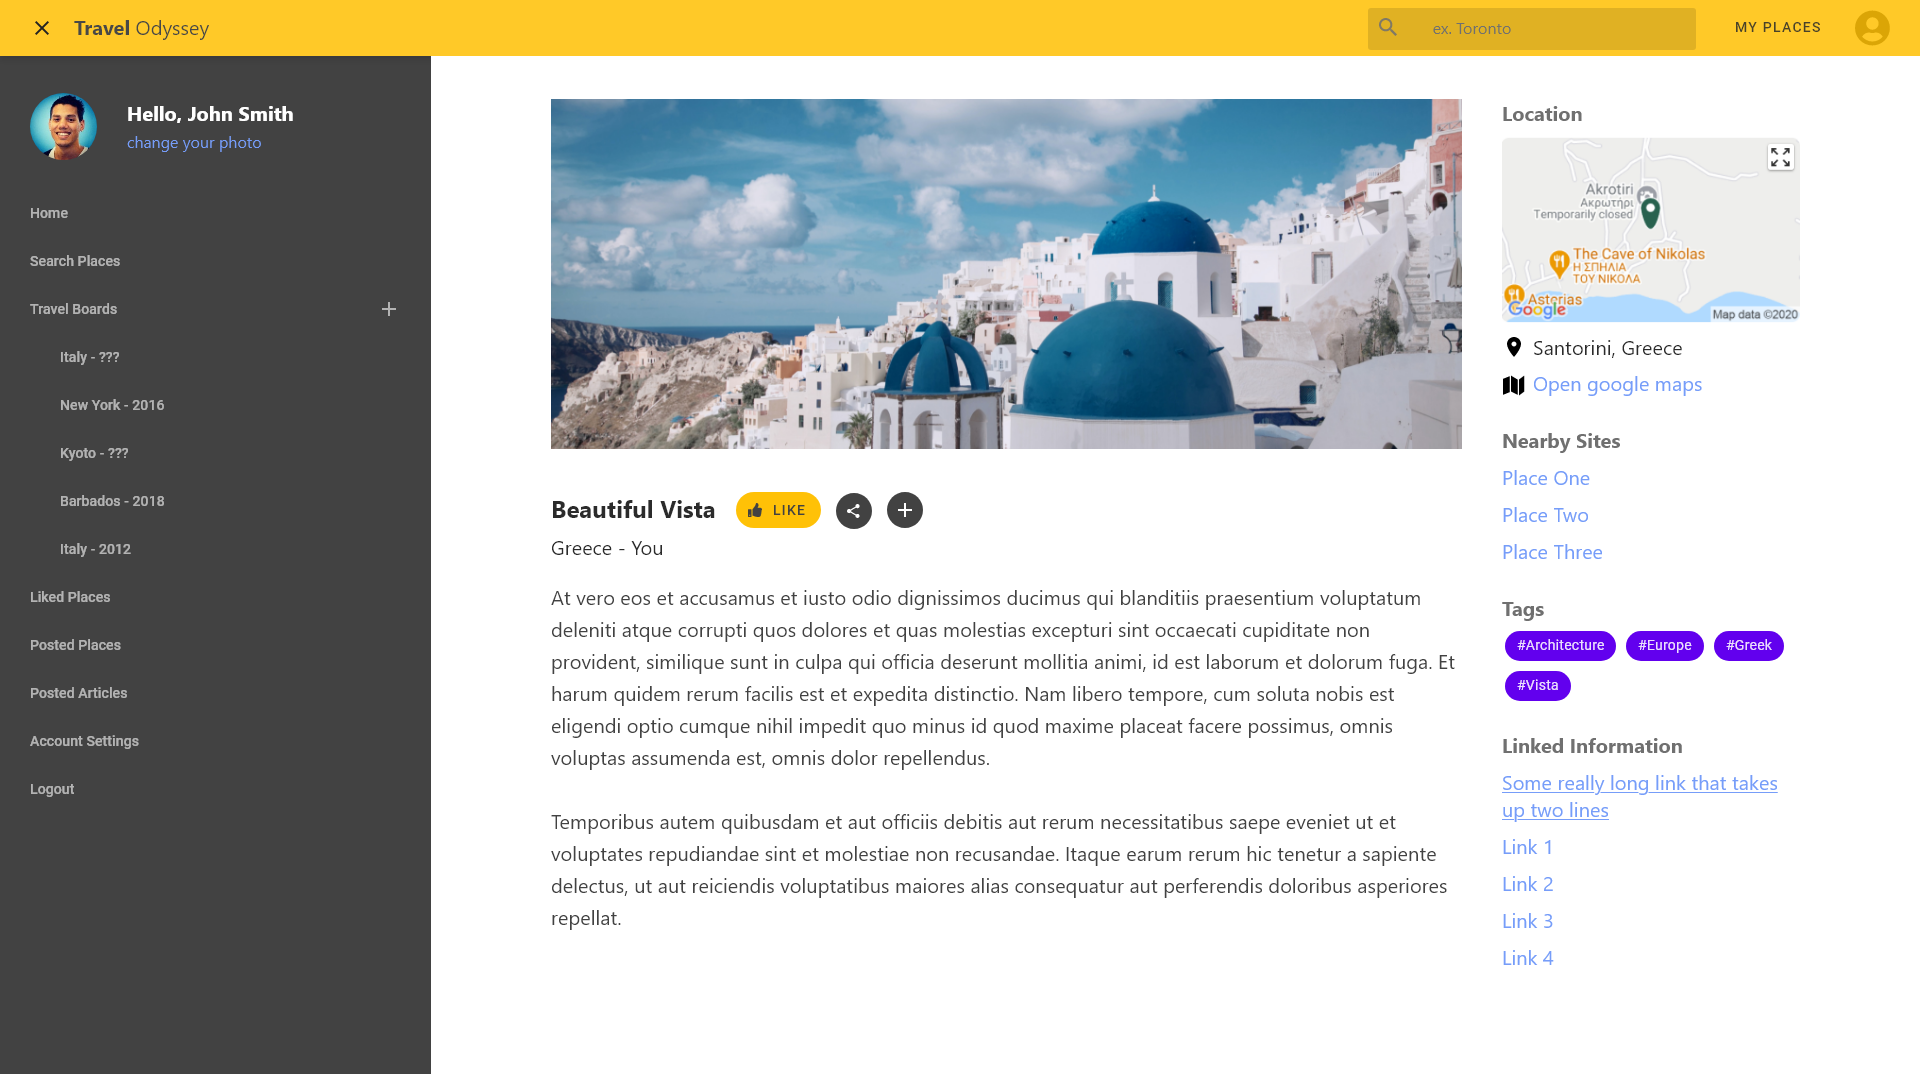 Travel Odyssey
ex. Toronto
MY PLACES
Hello, John Smith
change your photo
Home
Search Places
Travel Boards
Italy - ???
New York - 2016
Kyoto - ???
Barbados - 2018
Italy - 2012
Liked Places
Posted Places
Posted Articles
Account Settings
Logout
Beautiful Vista
LIKE
Greece - You
At vero eos et accusamus et iusto odio dignissimos ducimus qui blanditiis praesentium voluptatum
deleniti atque corrupti quos dolores et quas molestias excepturi sint occaecati cupiditate non
provident, similique sunt in culpa qui officia deserunt mollitia animi, id est laborum et dolorum fuga. Et
harum quidem rerum facilis est et expedita distinctio. Nam libero tempore, cum soluta nobis est
eligendi optio cumque nihil impedit quo minus id quod maxime placeat facere possimus, omnis
voluptas assumenda est, omnis dolor repellendus.
Temporibus autem quibusdam et aut officiis debitis aut rerum necessitatibus saepe eveniet ut et
voluptates repudiandae sint et molestiae non recusandae. Itaque earum rerum hic tenetur a sapiente
delectus, ut aut reiciendis voluptatibus maiores alias consequatur aut perferendis doloribus asperiores
repellat.
Location
Akrotiri
Ακρωτήρι
Temporarily closed
The Cave of Nikolas
Η ΣΠΗΛΙΑ
ΤΟΥ ΝΙΚΟΛΑ
Asterias
Google
Map data ©2020
Santorini, Greece
Open google maps
Nearby Sites
Place One
Place Two
Place Three
Tags
#Architecture
#Europe
#Greek
#Vista
Linked Information
Some really long link that takes
up two lines
Link 1
Link 2
Link 3
Link 4